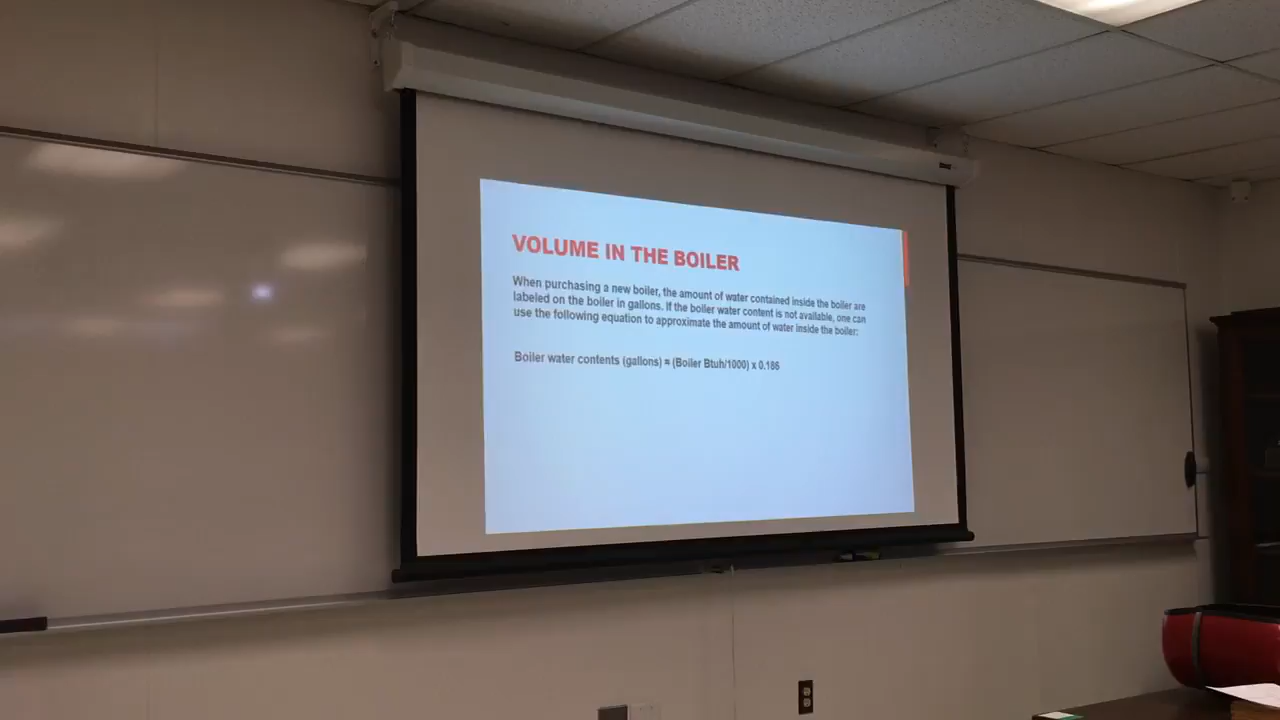 VOLUME IN THE BOILER
When purchasing a new boiler, the amount of water contained inside the boiler are
labeled on the boiler in gallons. If the boiler water content is not available, one can
use the following equation to approximate the amount of water inside the boiler:
Boiler water contents (gallons) = (Boiler Btuh/1000) x 0.186